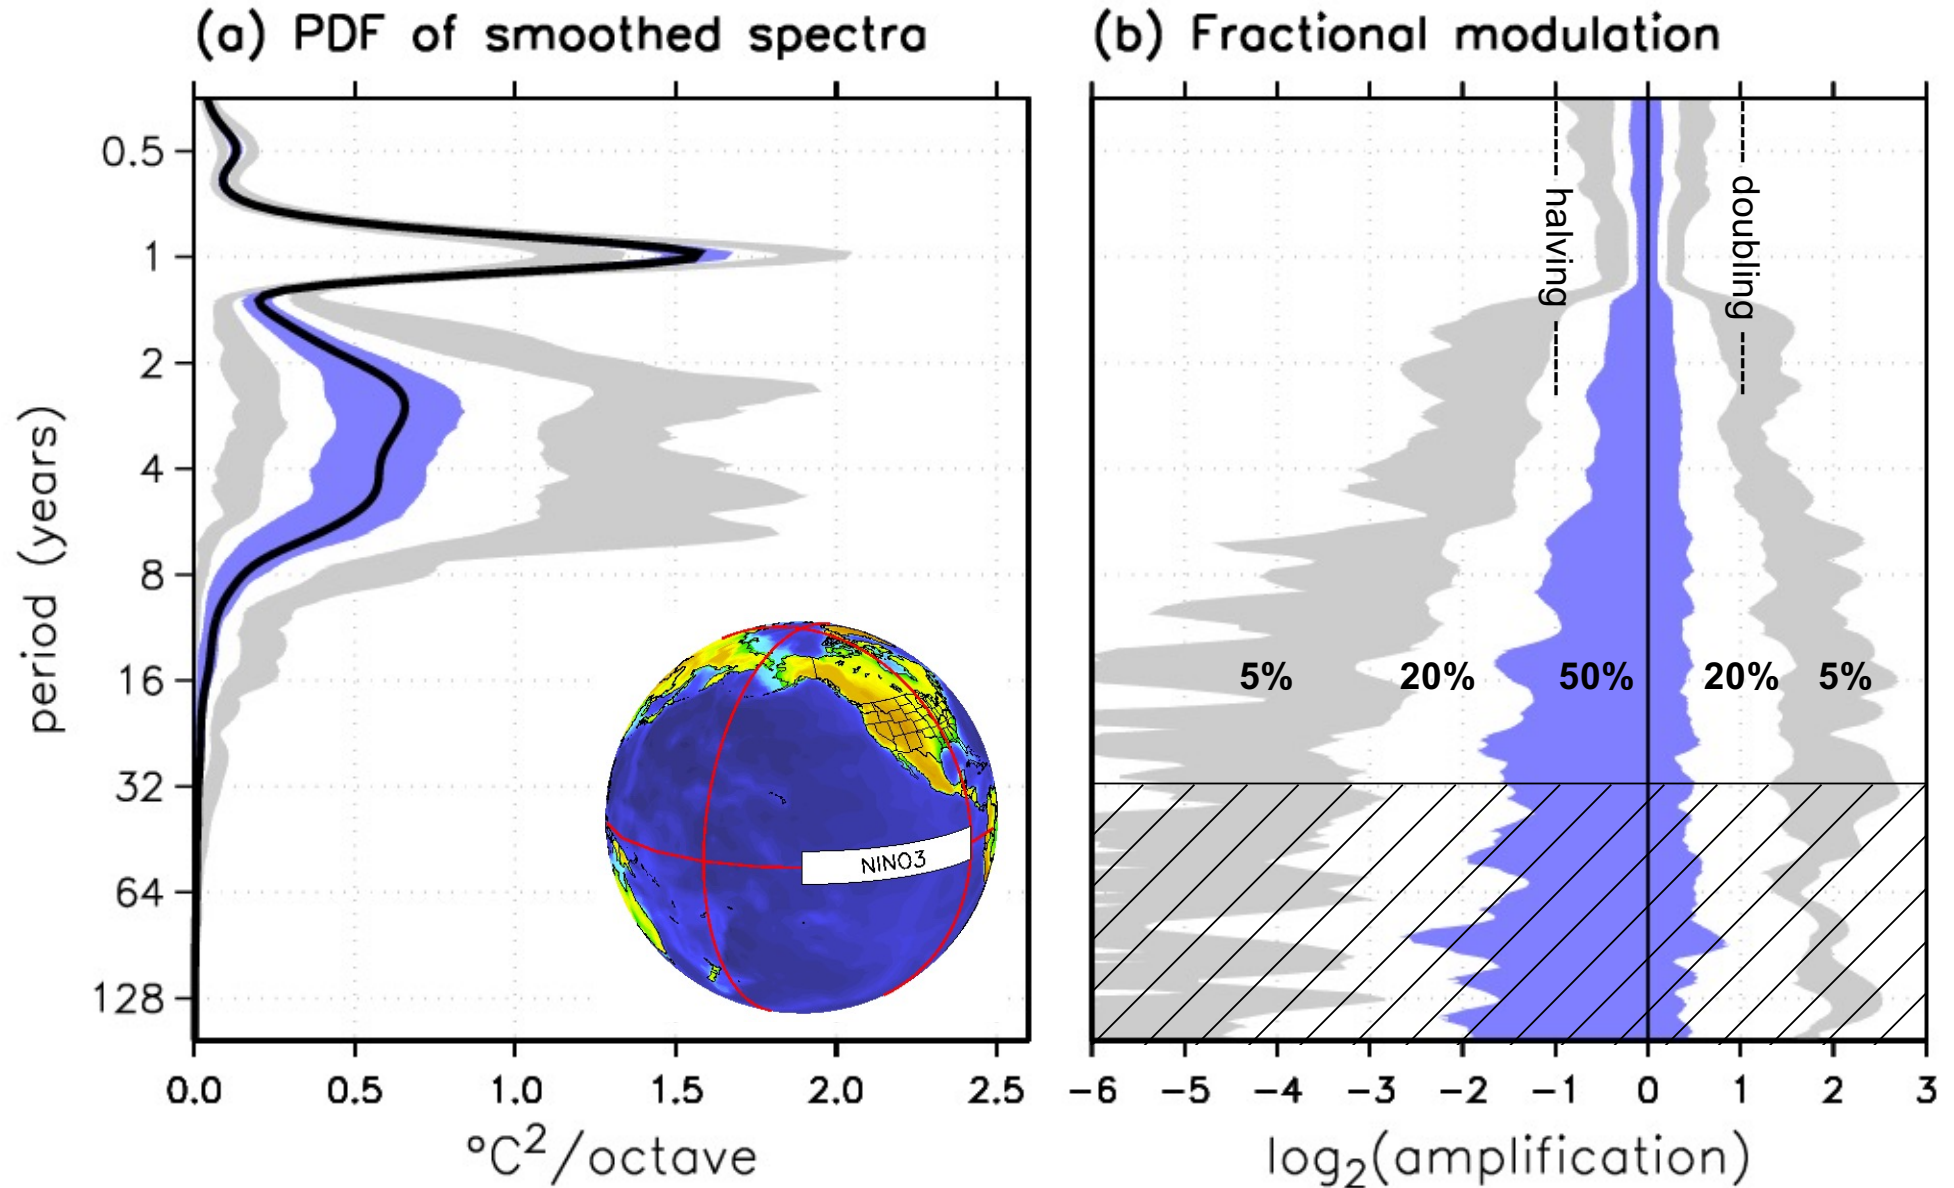 (a) PDF of smoothed spectra
(b) Fractional modulation
0.5
1
2
4
8
16
32
64
128
period (years)
0.0 0.5 1.0 1.5 2.0 2.5
°C²/octave
NINO3
halving
doubling
5% 20% 50% 20% 5%
−6 −5 −4 −3 −2 −1 0 1 2 3
log₂(amplification)